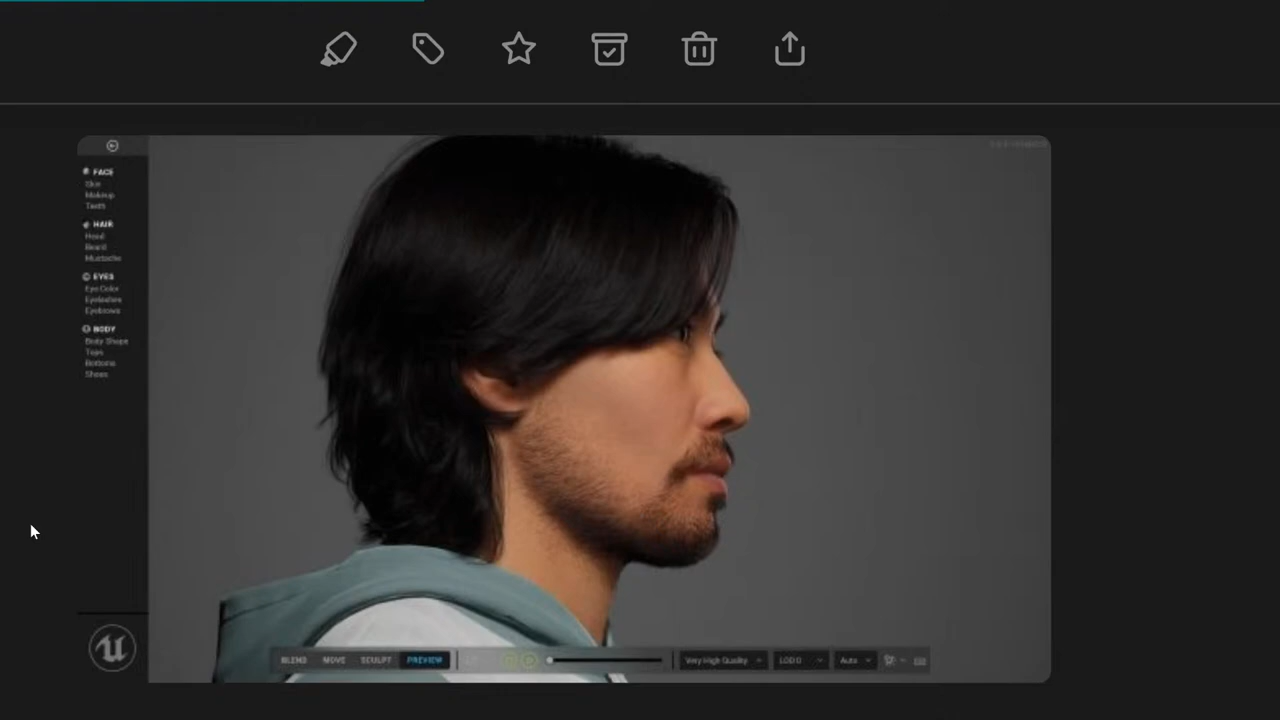 FACE
Skin
Makeup
Teeth
HAIR
Head
Beard
Mustache
EYES
Eye Color
Eyelashes
Eyebrows
BODY
Body Shape
Tops
Bottoms
Shoes
BLEND MOVE SCULPT PREVIEW Very High Quality LOD 0 Auto